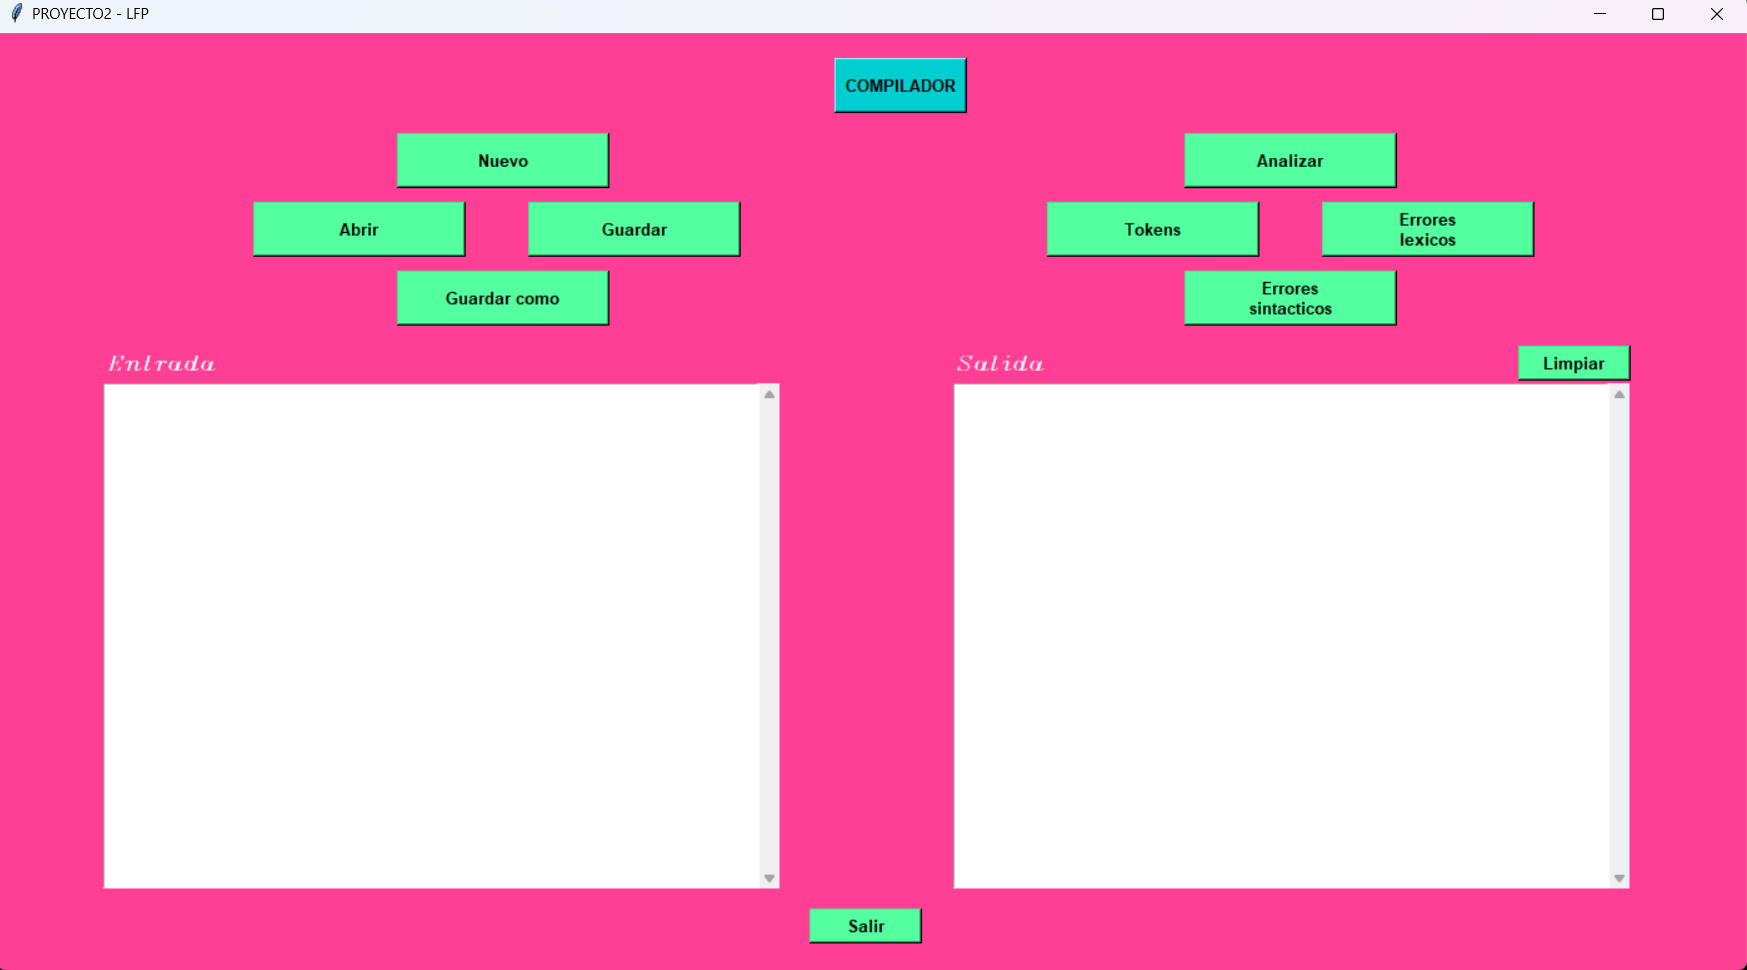 PROYECTO2 - LFP
COMPILADOR
Nuevo
Analizar
Abrir
Guardar
Tokens
Errores
lexicos
Guardar como
Errores
sintacticos
Entrada
Salida
Limpiar
Salir